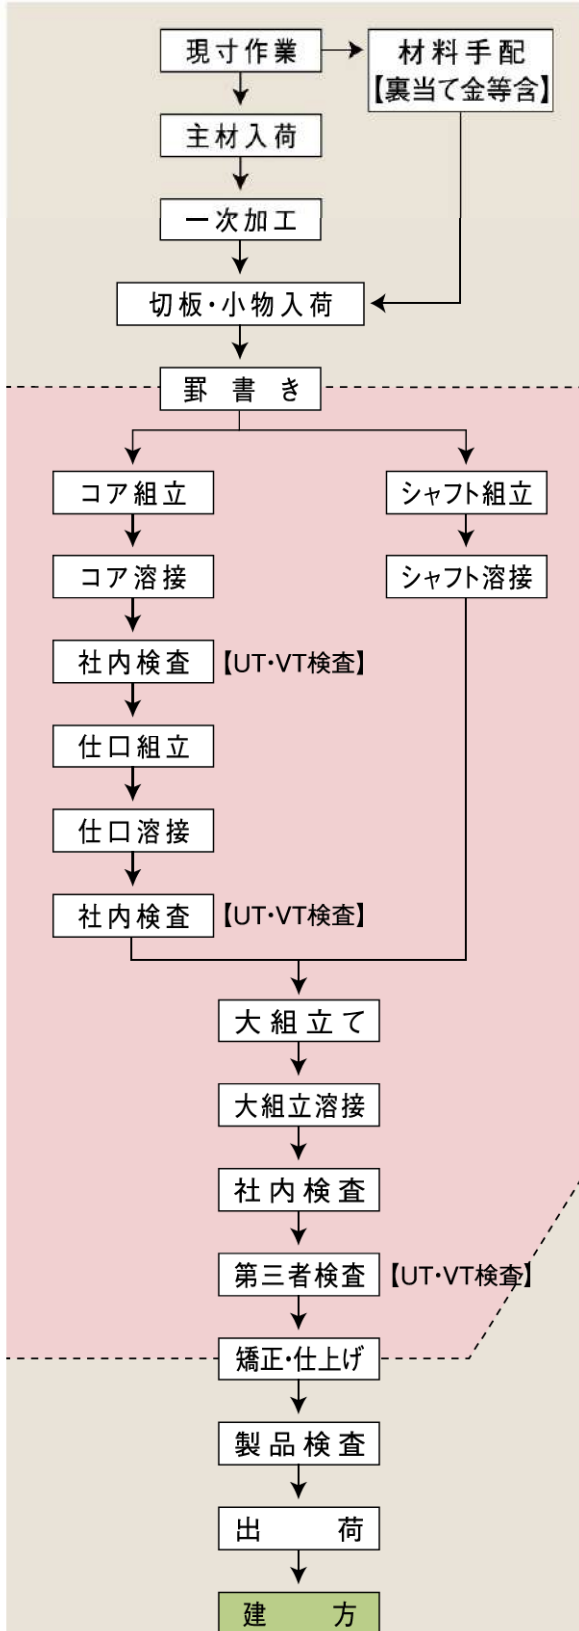 現寸作業
材料手配
【裏当て金等含】
主材入荷
一次加工
切板・小物入荷
罫書き
コア組立
シャフト組立
コア溶接
シャフト溶接
社内検査
【UT・VT検査】
仕口組立
仕口溶接
社内検査
【UT・VT検査】
大組立て
大組立溶接
社内検査
第三者検査
【UT・VT検査】
矯正・仕上げ
製品検査
出荷
建方